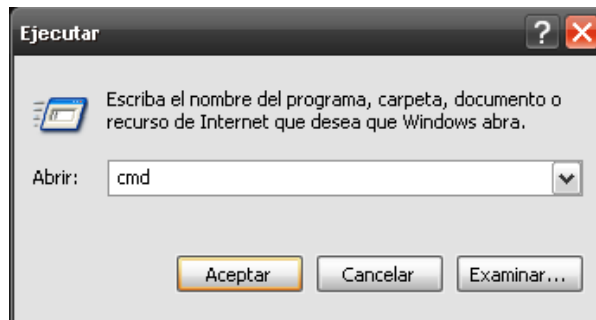 Ejecutar
Escriba el nombre del programa, carpeta, documento o
recurso de Internet que desea que Windows abra.
Abrir: cmd
Aceptar Cancelar Examinar...